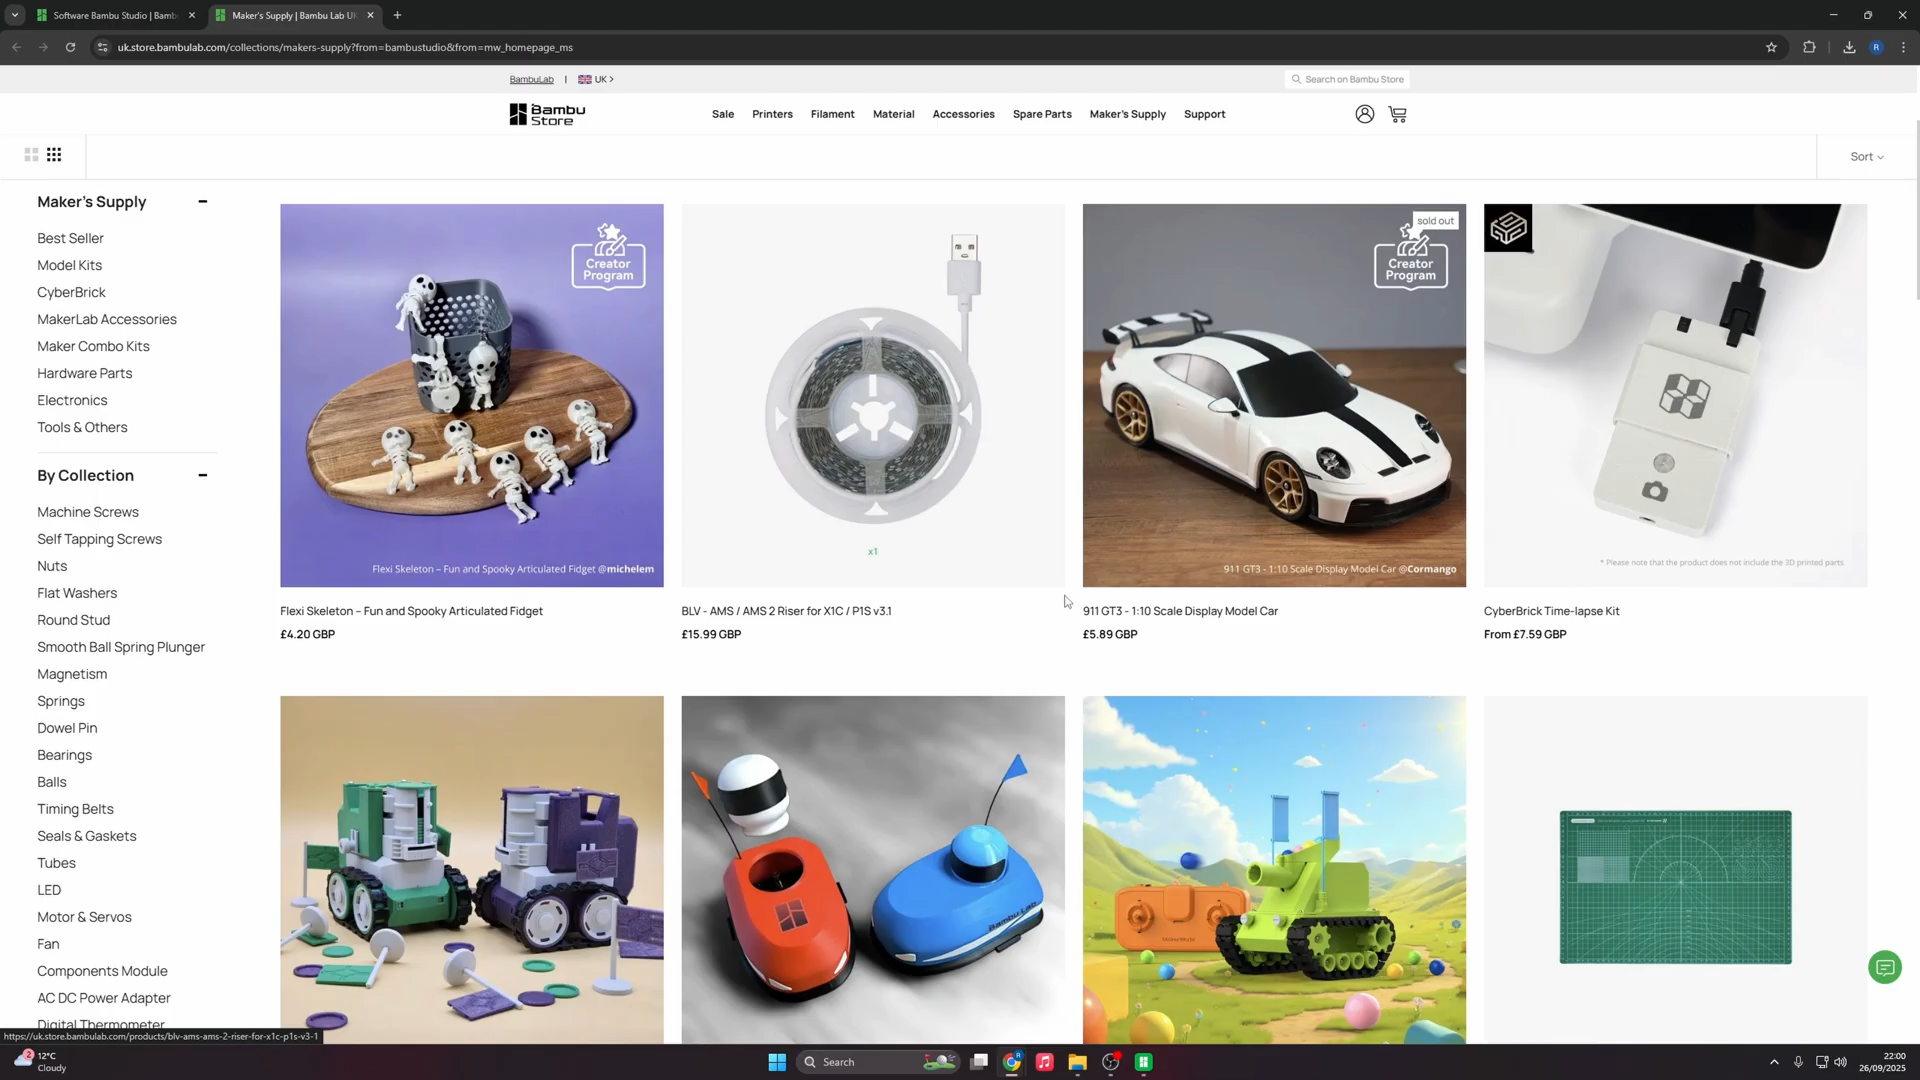 Software Bambu Studio | Bamb
Maker's Supply | Bambu Lab UK
uk.store.bambulab.com/collections/makers-supply?from=bambustudio&from=mw_homepage_ms
R
BambuLab | UK >
Search on Bambu Store
Bambu
Store
Sale
Printers
Filament
Material
Accessories
Spare Parts
Maker's Supply
Support
Sort
Maker's Supply
Best Seller
Model Kits
CyberBrick
MakerLab Accessories
Maker Combo Kits
Hardware Parts
Electronics
Tools & Others
By Collection
Machine Screws
Self Tapping Screws
Nuts
Flat Washers
Round Stud
Smooth Ball Spring Plunger
Magnetism
Springs
Dowel Pin
Bearings
Balls
Timing Belts
Seals & Gaskets
Tubes
LED
Motor & Servos
Fan
Components Module
AC DC Power Adapter
Digital Thermometer
Creator
Program
Flexi Skeleton – Fun and Spooky Articulated Fidget @michelem
Flexi Skeleton – Fun and Spooky Articulated Fidget
£4.20 GBP
x1
BLV - AMS / AMS 2 Riser for X1C / P1S v3.1
£15.99 GBP
sold out
Creator
Program
911 GT3 - 1:10 Scale Display Model Car @Cormango
911 GT3 - 1:10 Scale Display Model Car
£5.89 GBP
* Please note that the product does not include the 3D printed parts
CyberBrick Time-lapse Kit
From £7.59 GBP
Bambu Lab
https://uk.store.bambulab.com/products/blv-ams-ams-2-riser-for-x1c-p1s-v3-1
2
12°C
Cloudy
Search
R
22:00
26/09/2025